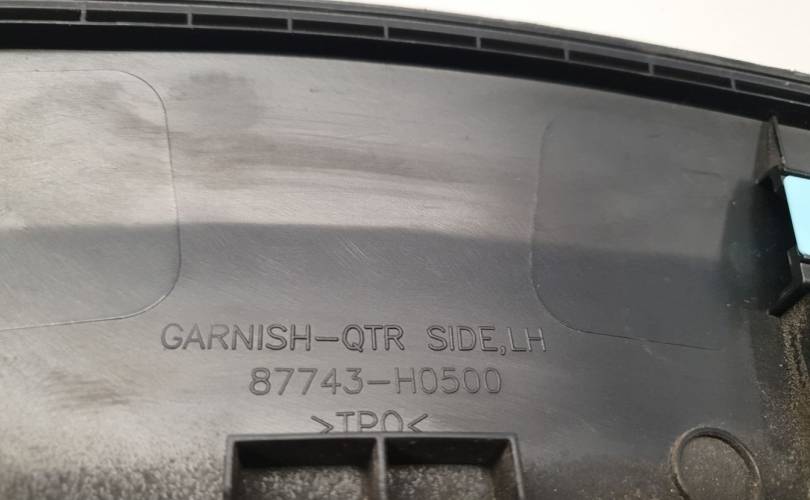 GARNISH-QTR SIDE,LH
87743-H0500
>TPO<